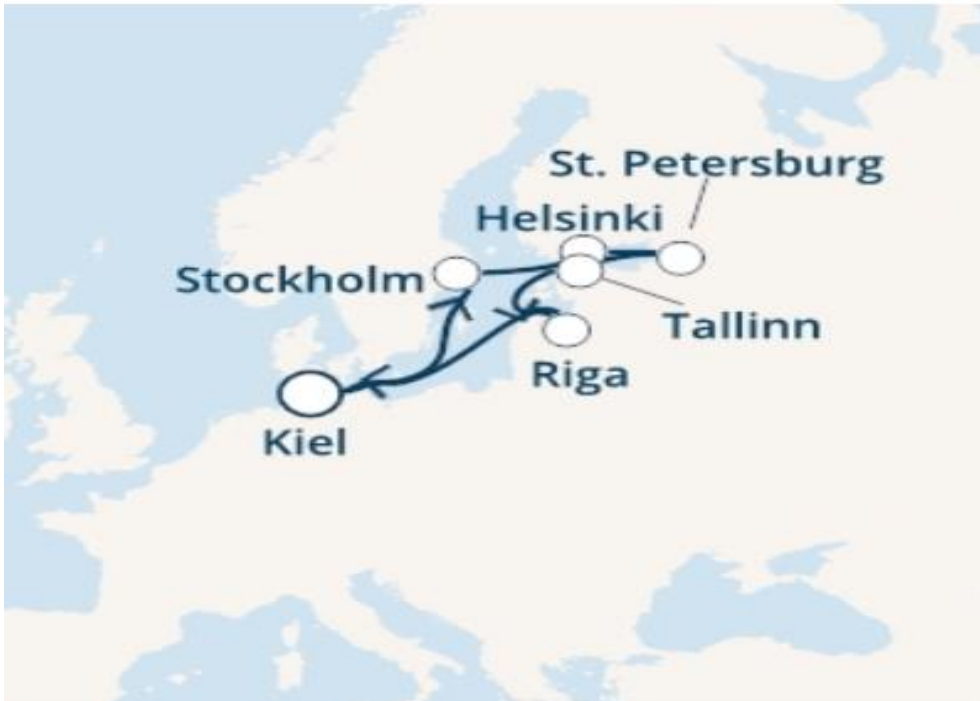 St. Petersburg
Helsinki
Stockholm
Tallinn
Riga
Kiel